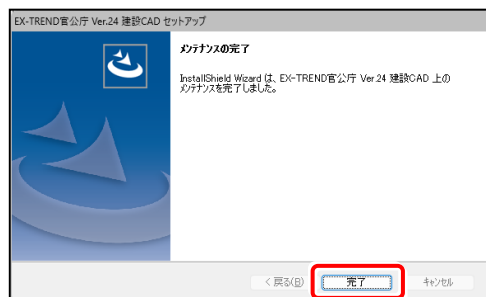 EX-TREND官公庁 Ver.24 建設CAD セットアップ
メンテナンスの完了
InstallShield Wizard は、EX-TREND官公庁 Ver.24 建設CAD 上の
メンテナンスを完了しました。
< 戻る(B)
完了
キャンセル